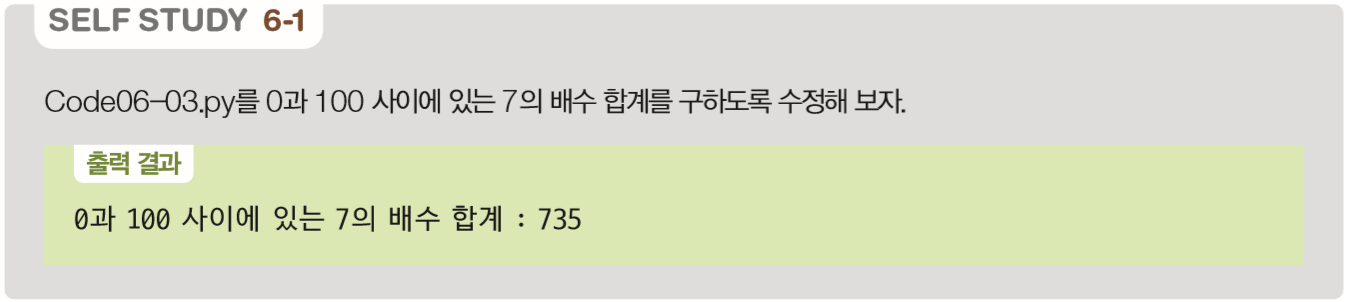 SELF STUDY 6-1
Code06-03.py를 0과 100 사이에 있는 7의 배수 합계를 구하도록 수정해 보자.
출력 결과
0과 100 사이에 있는 7의 배수 합계 : 735